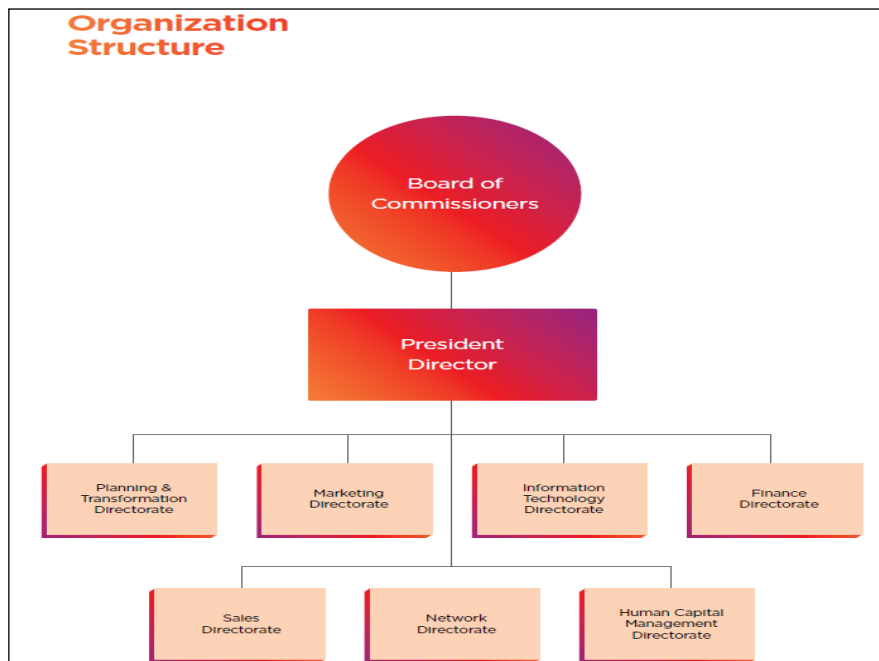 Organization
Structure
Board of
Commissioners
President
Director
Planning &
Transformation
Directorate
Marketing
Directorate
Information
Technology
Directorate
Finance
Directorate
Sales
Directorate
Network
Directorate
Human Capital
Management
Directorate